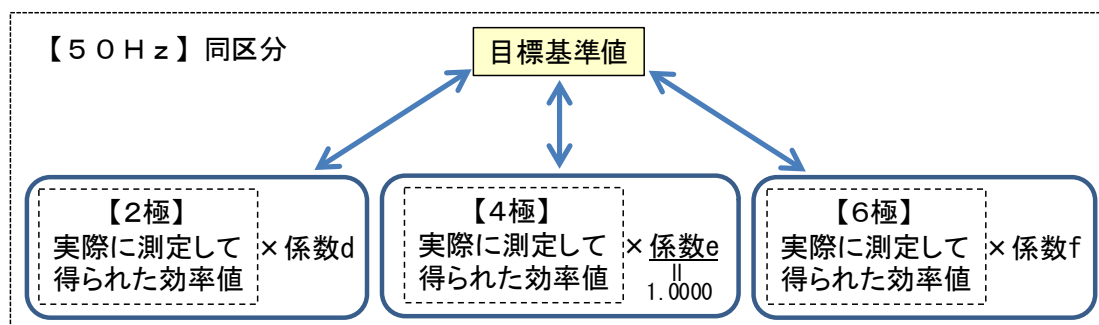 【50Hz】同区分
目標基準値
【2極】
実際に測定して
得られた効率値
×係数d
【4極】
実際に測定して
得られた効率値
×係数e
=
1.0000
【6極】
実際に測定して
得られた効率値
×係数f